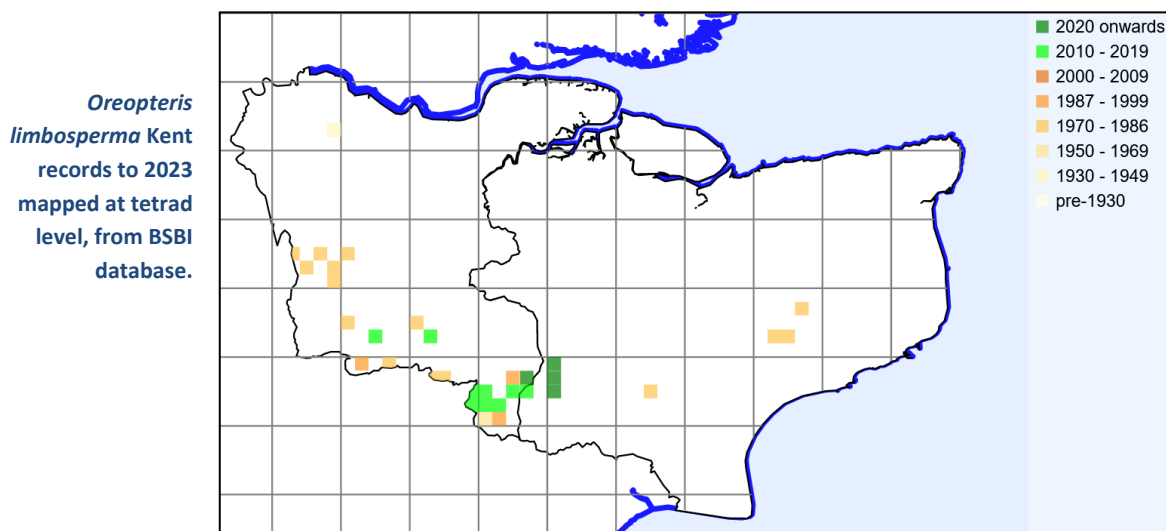 Oreopteris
limbosperma Kent
records to 2023
mapped at tetrad
level, from BSBI
database.
2020 onwards
2010 - 2019
2000 - 2009
1987 - 1999
1970 - 1986
1950 - 1969
1930 - 1949
pre-1930